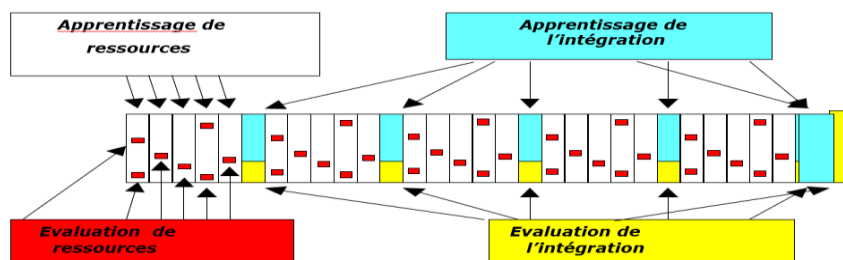 Apprentissage de
ressources
Apprentissage de
l'intégration
Evaluation de
ressources
Evaluation de
l'intégration